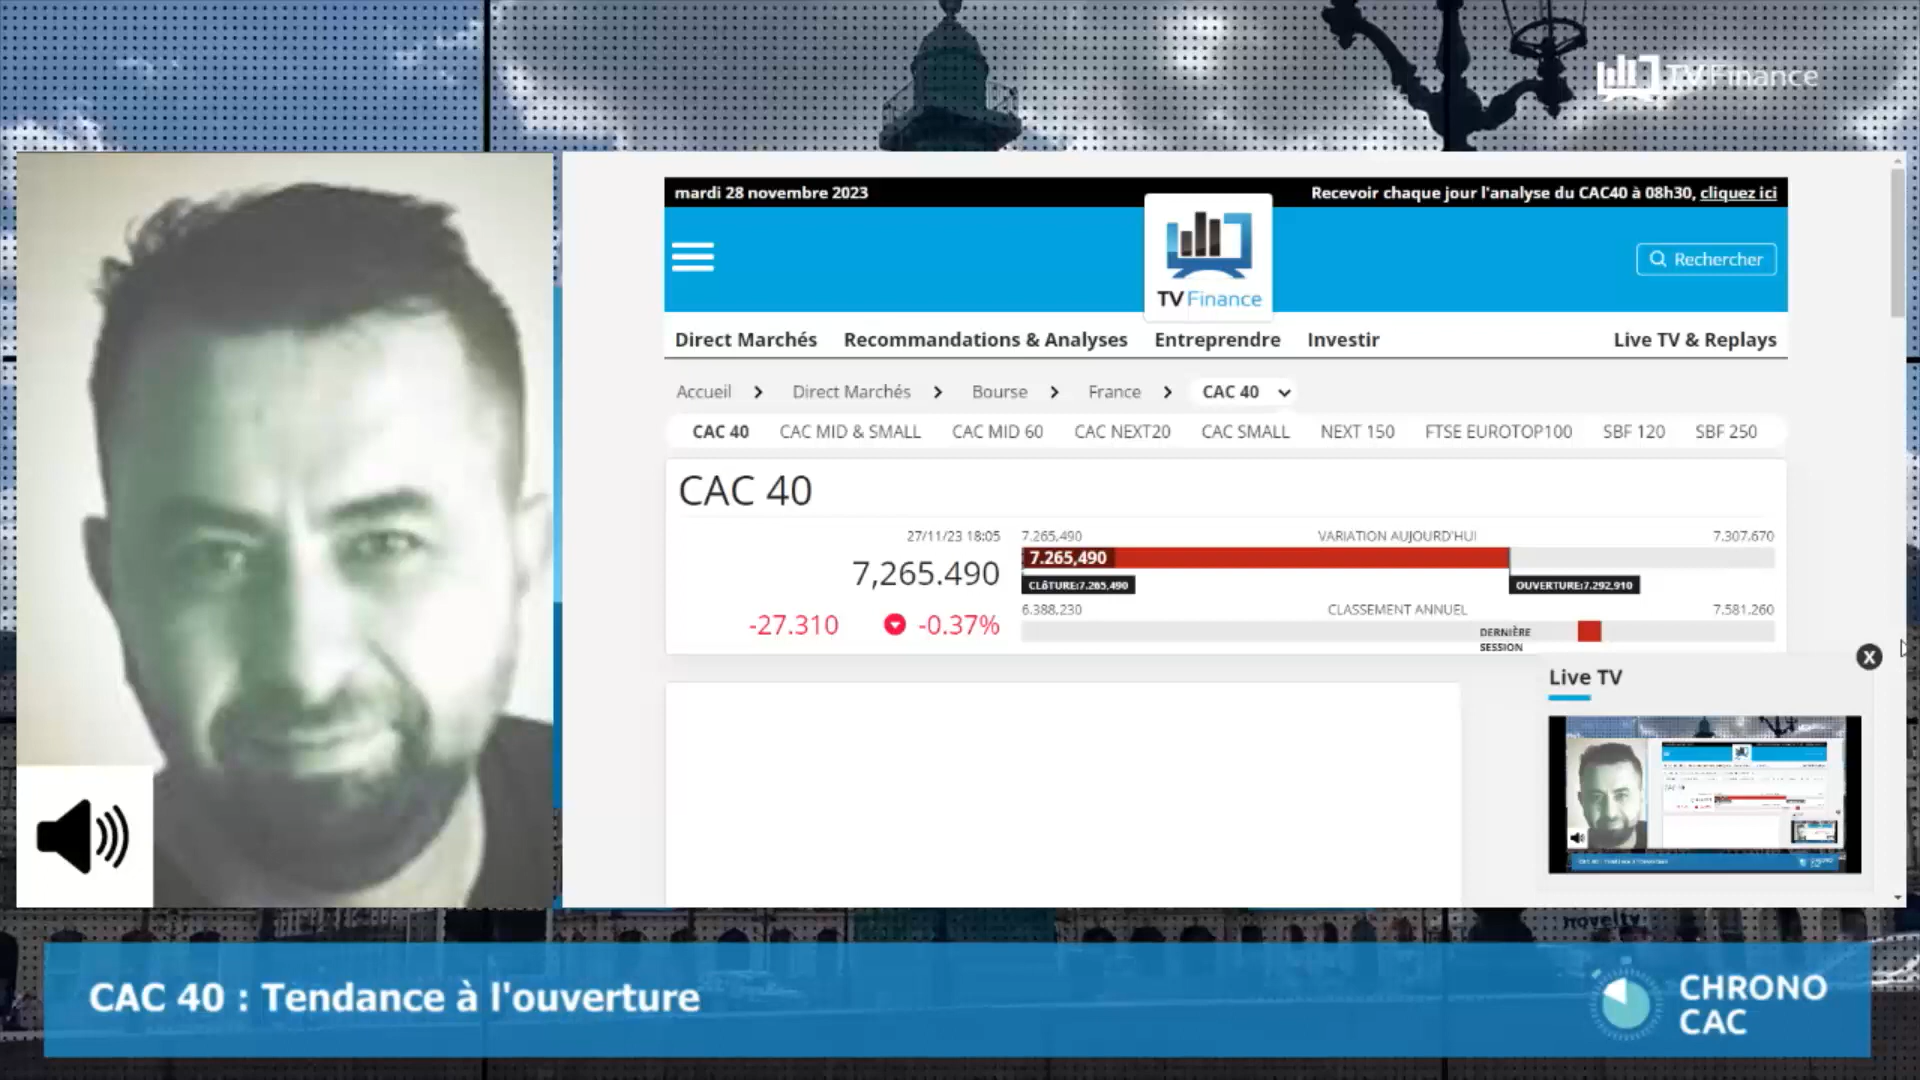 TV Finance
mardi 28 novembre 2023
Recevoir chaque jour l'analyse du CAC40 à 08h30, cliquez ici
TV Finance
Rechercher
Direct Marchés
Recommandations & Analyses
Entreprendre
Investir
Live TV & Replays
Accueil
Direct Marchés
Bourse
France
CAC 40
CAC 40
CAC MID & SMALL
CAC MID 60
CAC NEXT20
CAC SMALL
NEXT 150
FTSE EUROTOP100
SBF 120
SBF 250
CAC 40
27/11/23 18:05
7,265.490
-27.310
-0.37%
7.265,490
VARIATION AUJOURD'HUI
7.307.670
7.265,490
CLÔTURE:7.265,490
OUVERTURE:7.292,910
6.388,230
CLASSEMENT ANNUEL
7.581.260
DERNIÈRE
SESSION
X
Live TV
novelty
CAC 40 : Tendance à l'ouverture
CHRONO
CAC